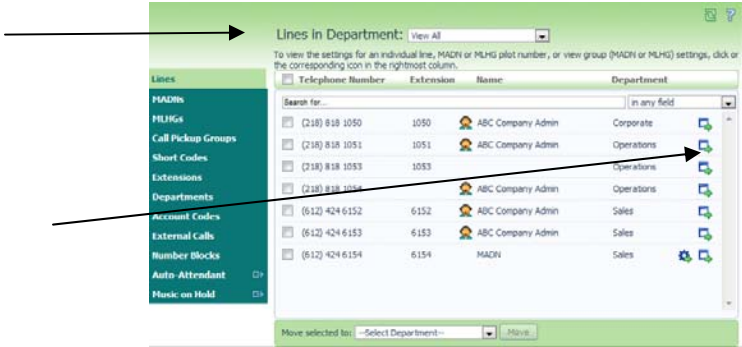 Lines in Department: View All
To view the settings for an individual line, MADN or MLHG pilot number, or view group (MADN or MLHG) settings, click on
the corresponding icon in the rightmost column.
Lines
MADNs
MLHGs
Call Pickup Groups
Short Codes
Extensions
Departments
Account Codes
External Calls
Number Blocks
Auto-Attendant
Music on Hold
Telephone Number Extension Name Department
Search for... in any field
(218) 818 1050 1050 ABC Company Admin Corporate
(218) 818 1051 1051 ABC Company Admin Operations
(218) 818 1053 1053 Operations
(218) 818 1054 ABC Company Admin Operations
(612) 424 6152 6152 ABC Company Admin Sales
(612) 424 6153 6153 ABC Company Admin Sales
(612) 424 6154 6154 MADN Sales
Move selected to: --Select Department-- Move